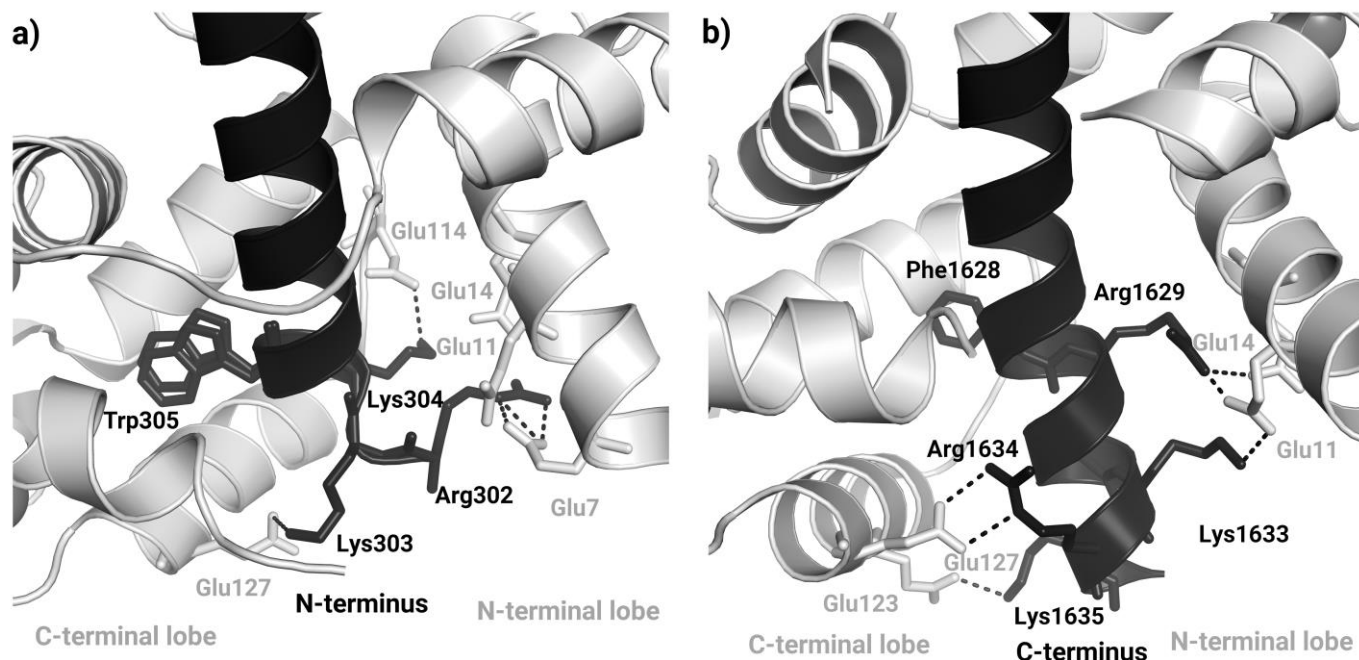 a)
Glu114
Glu14
Glu11
Lys304
Trp305
Arg302
Glu7
Lys303
Glu127
N-terminus
N-terminal lobe
C-terminal lobe
b)
Phe1628
Arg1629
Glu14
Arg1634
Glu11
Lys1633
Glu127
Glu123
Lys1635
C-terminal lobe
C-terminus
N-terminal lobe